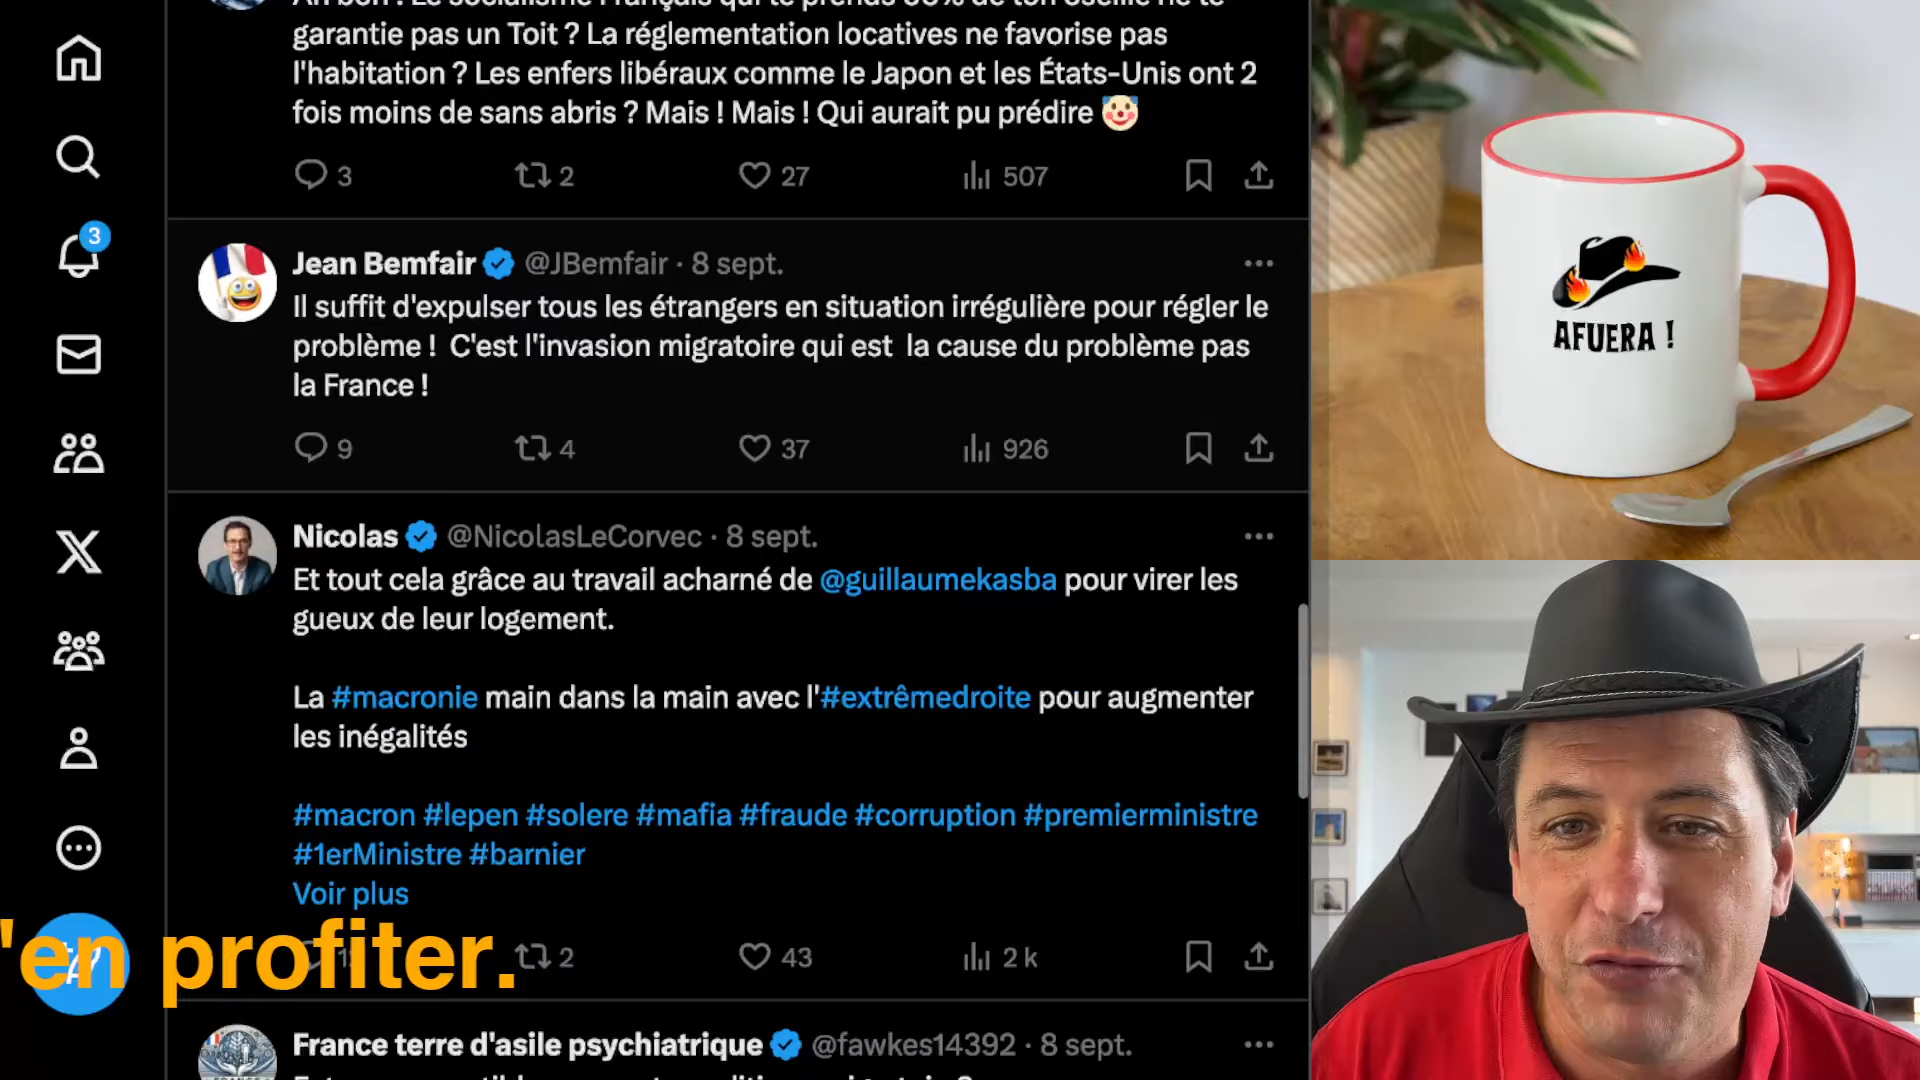 garantie pas un Toit ? La réglementation locatives ne favorise pas
l'habitation ? Les enfers libéraux comme le Japon et les États-Unis ont 2
fois moins de sans abris ? Mais ! Mais ! Qui aurait pu prédire 🤡
3 2 27 507
3
Jean Bemfair @JBemfair · 8 sept.
Il suffit d'expulser tous les étrangers en situation irrégulière pour régler le
problème ! C'est l'invasion migratoire qui est la cause du problème pas
la France !
9 4 37 926
Nicolas @NicolasLeCorvec · 8 sept.
Et tout cela grâce au travail acharné de @guillaumekasba pour virer les
gueux de leur logement.
La #macronie main dans la main avec l'#extrêmedroite pour augmenter
les inégalités
#macron #lepen #solere #mafia #fraude #corruption #premierministre
#1erMinistre #barnier
Voir plus
2 43 2 k
'en profiter.
France terre d'asile psychiatrique @fawkes14392 · 8 sept.
AFUERA !